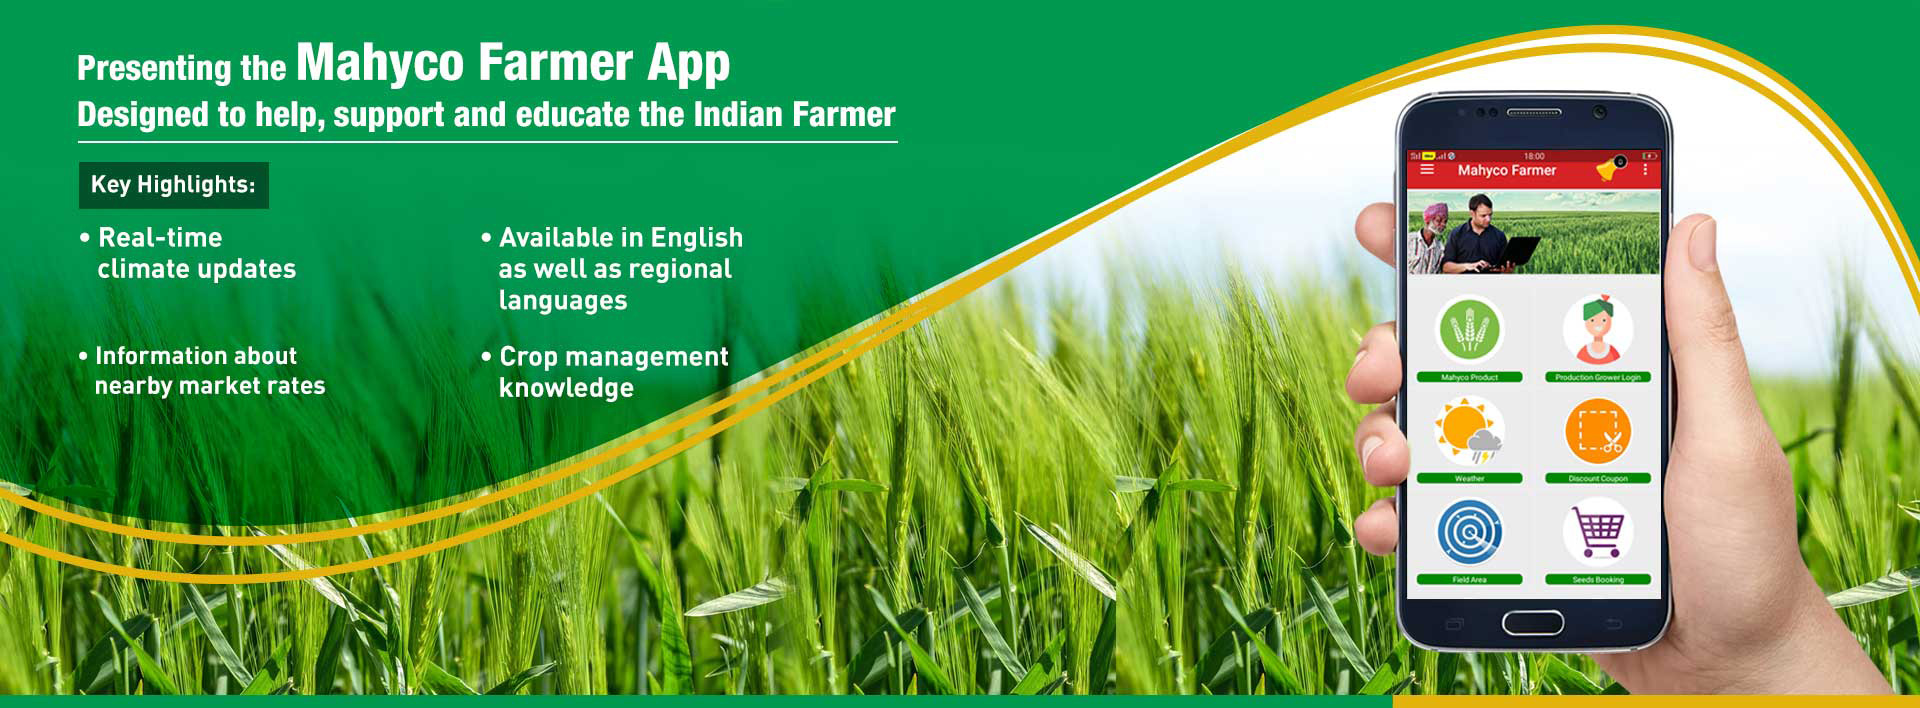 Presenting the Mahyco Farmer App
Designed to help, support and educate the Indian Farmer
Key Highlights:
• Real-time
climate updates
• Available in English
as well as regional
languages
• Information about
nearby market rates
• Crop management
knowledge
18:00
Mahyco Farmer
0
Mahyco Product
Production Grower Login
Weather
Discount Coupon
Field Area
Seeds Booking